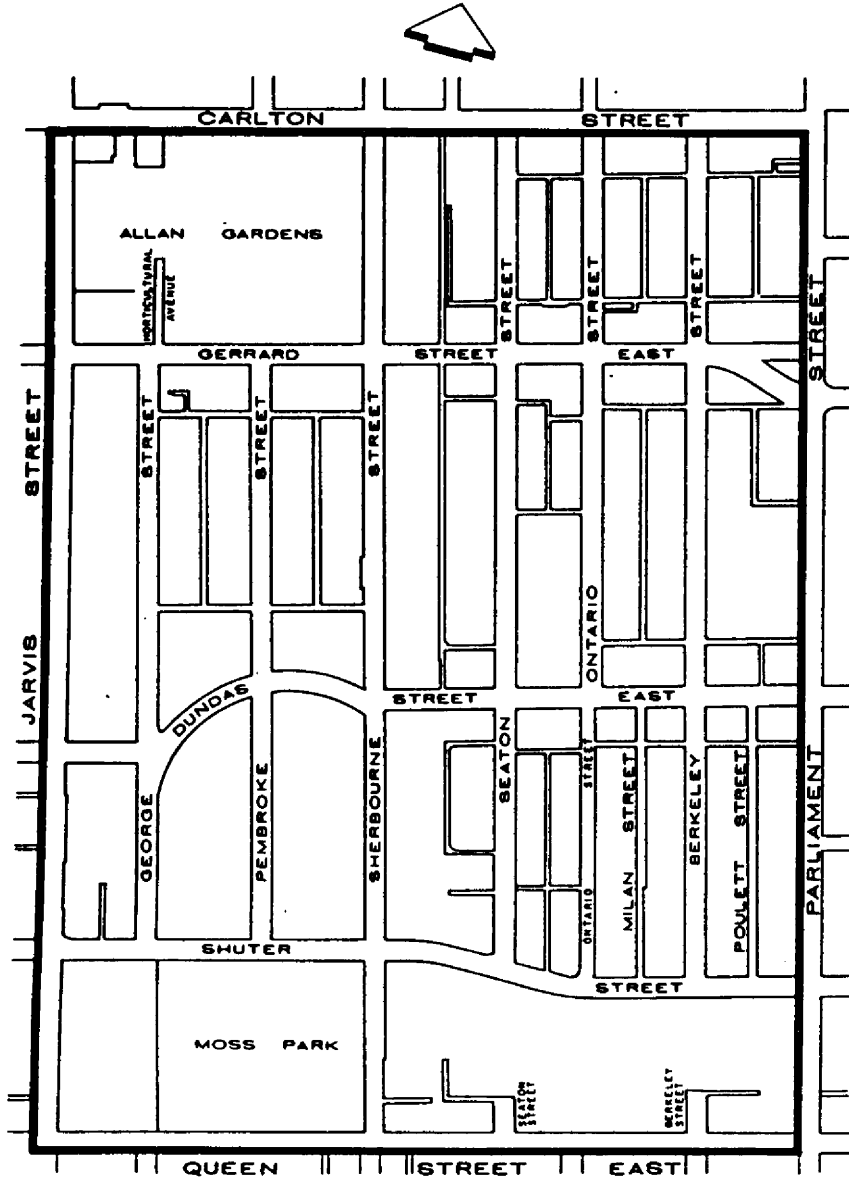 CARLTON STREET
ALLAN GARDENS
HORTICULTURAL
AVENUE
STREET
STREET
STREET
STREET
GERRARD STREET EAST
STREET
STREET
STREET
STREET
JARVIS
ONTARIO
DUNDAS STREET EAST
SEATON
GEORGE
PEMBROKE
SHERBOURNE
ONTARIO STREET
MILAN STREET
BERKELEY
POULETT STREET
PARLIAMENT
SHUTER STREET
MOSS PARK
SEATON
STREET
BERKELEY
STREET
QUEEN STREET EAST